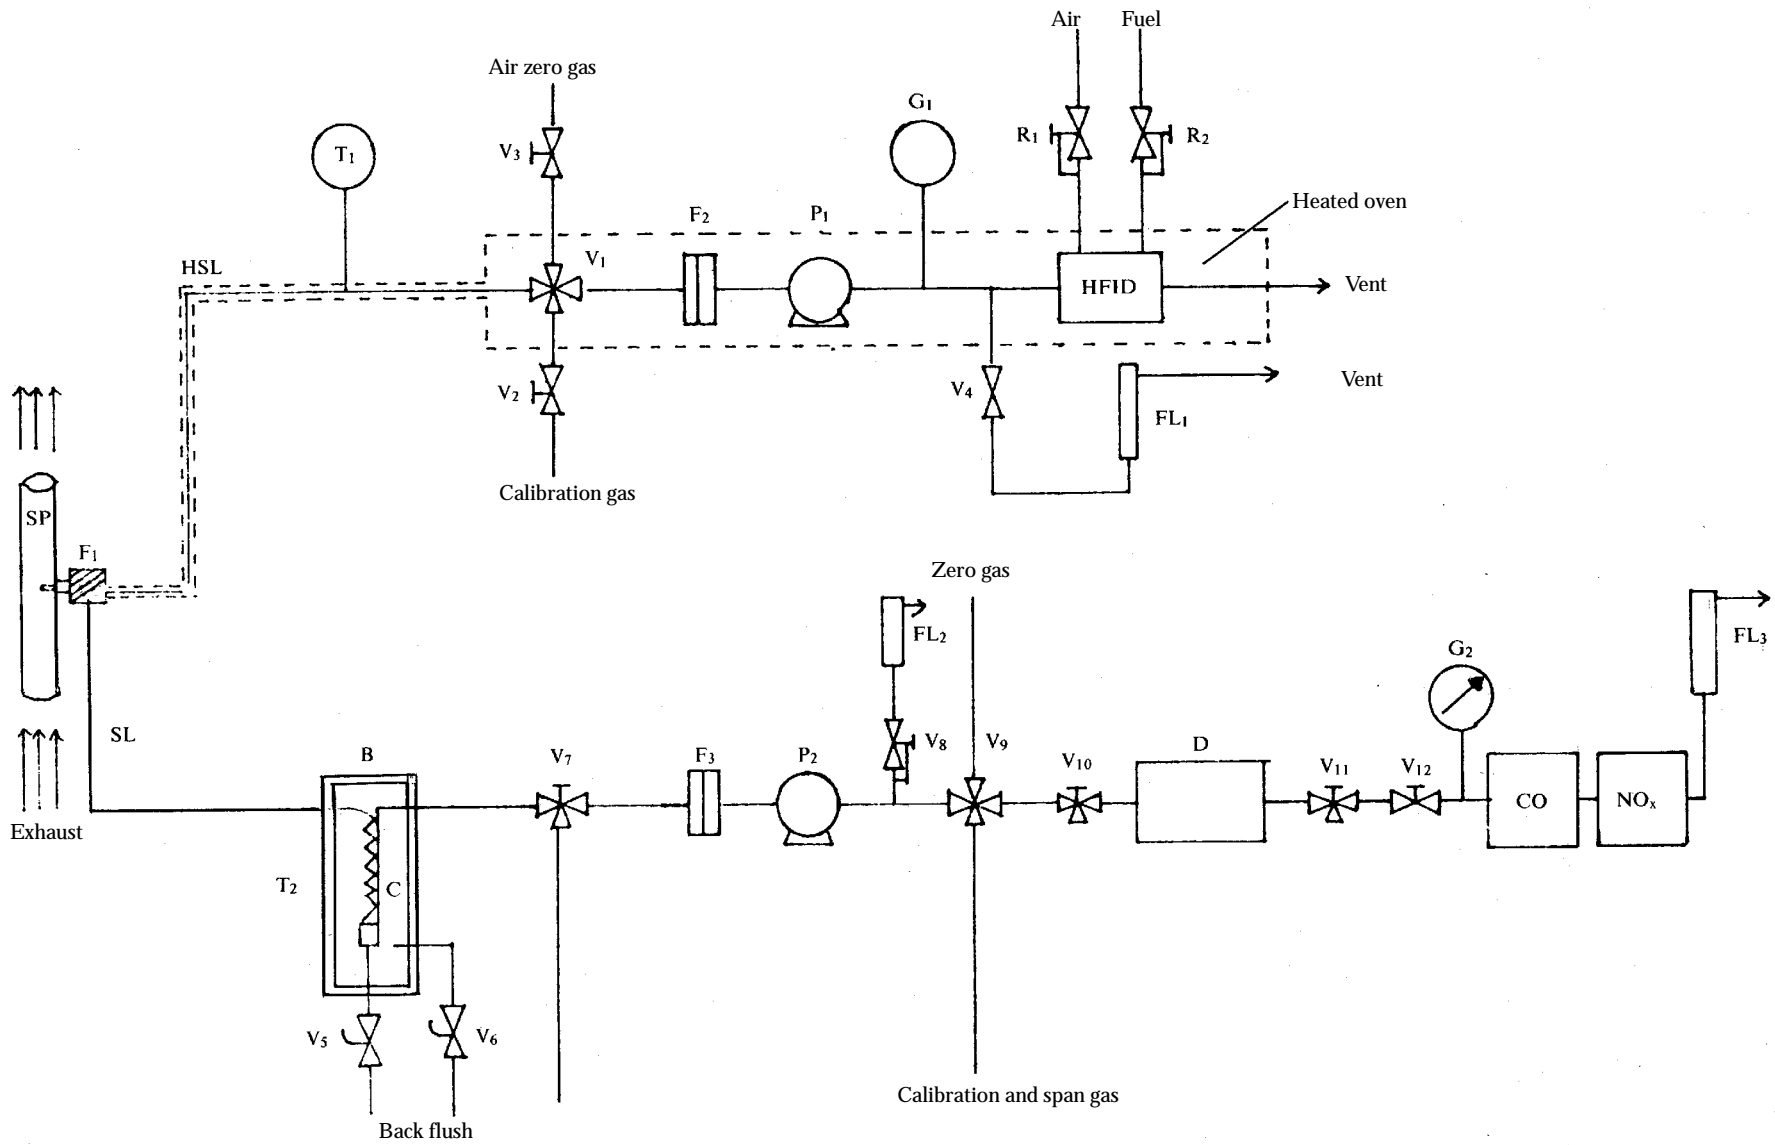 Air Fuel
Air zero gas
G1
T1
V3
R1
R2
Heated oven
F2
P1
V1
HSL
HFID
Vent
V2
V4
Vent
FL1
Calibration gas
SP
F1
Zero gas
FL2
FL3
G2
SL
B
V7
F3
P2
V8
V9
V10
D
V11
V12
CO
NOx
Exhaust
T2
C
V5
V6
Calibration and span gas
Back flush